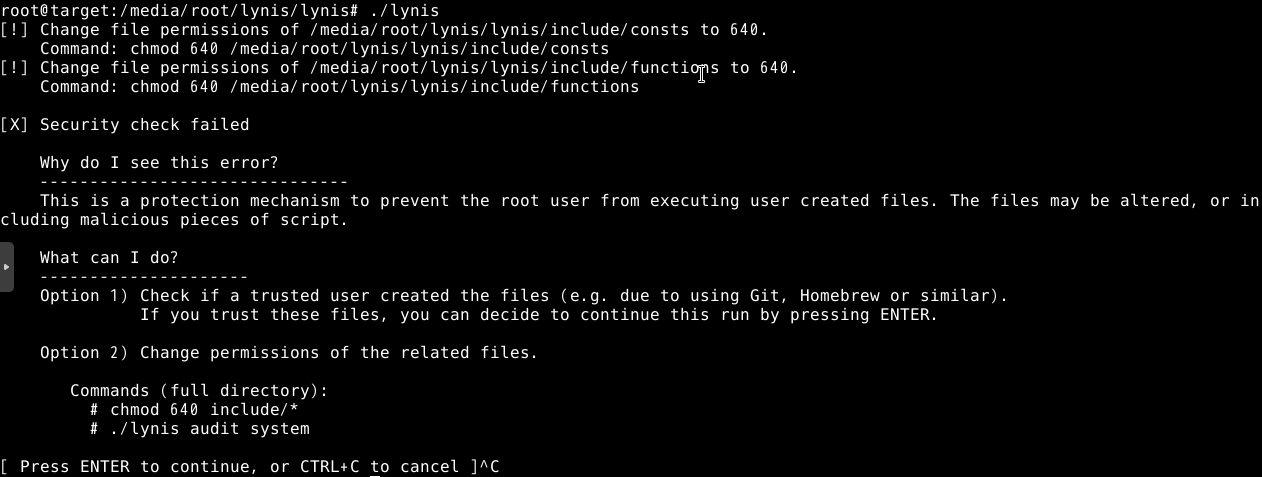 root@target:/media/root/lynis/lynis# ./lynis
[!] Change file permissions of /media/root/lynis/lynis/include/consts to 640.
    Command: chmod 640 /media/root/lynis/lynis/include/consts
[!] Change file permissions of /media/root/lynis/lynis/include/functions to 640.
    Command: chmod 640 /media/root/lynis/lynis/include/functions

[X] Security check failed

    Why do I see this error?
    -------------------------------
    This is a protection mechanism to prevent the root user from executing user created files. The files may be altered, or in
cluding malicious pieces of script.

    What can I do?
    ---------------------
    Option 1) Check if a trusted user created the files (e.g. due to using Git, Homebrew or similar).
              If you trust these files, you can decide to continue this run by pressing ENTER.

    Option 2) Change permissions of the related files.

       Commands (full directory):
         # chmod 640 include/*
         # ./lynis audit system

[ Press ENTER to continue, or CTRL+C to cancel ]^C